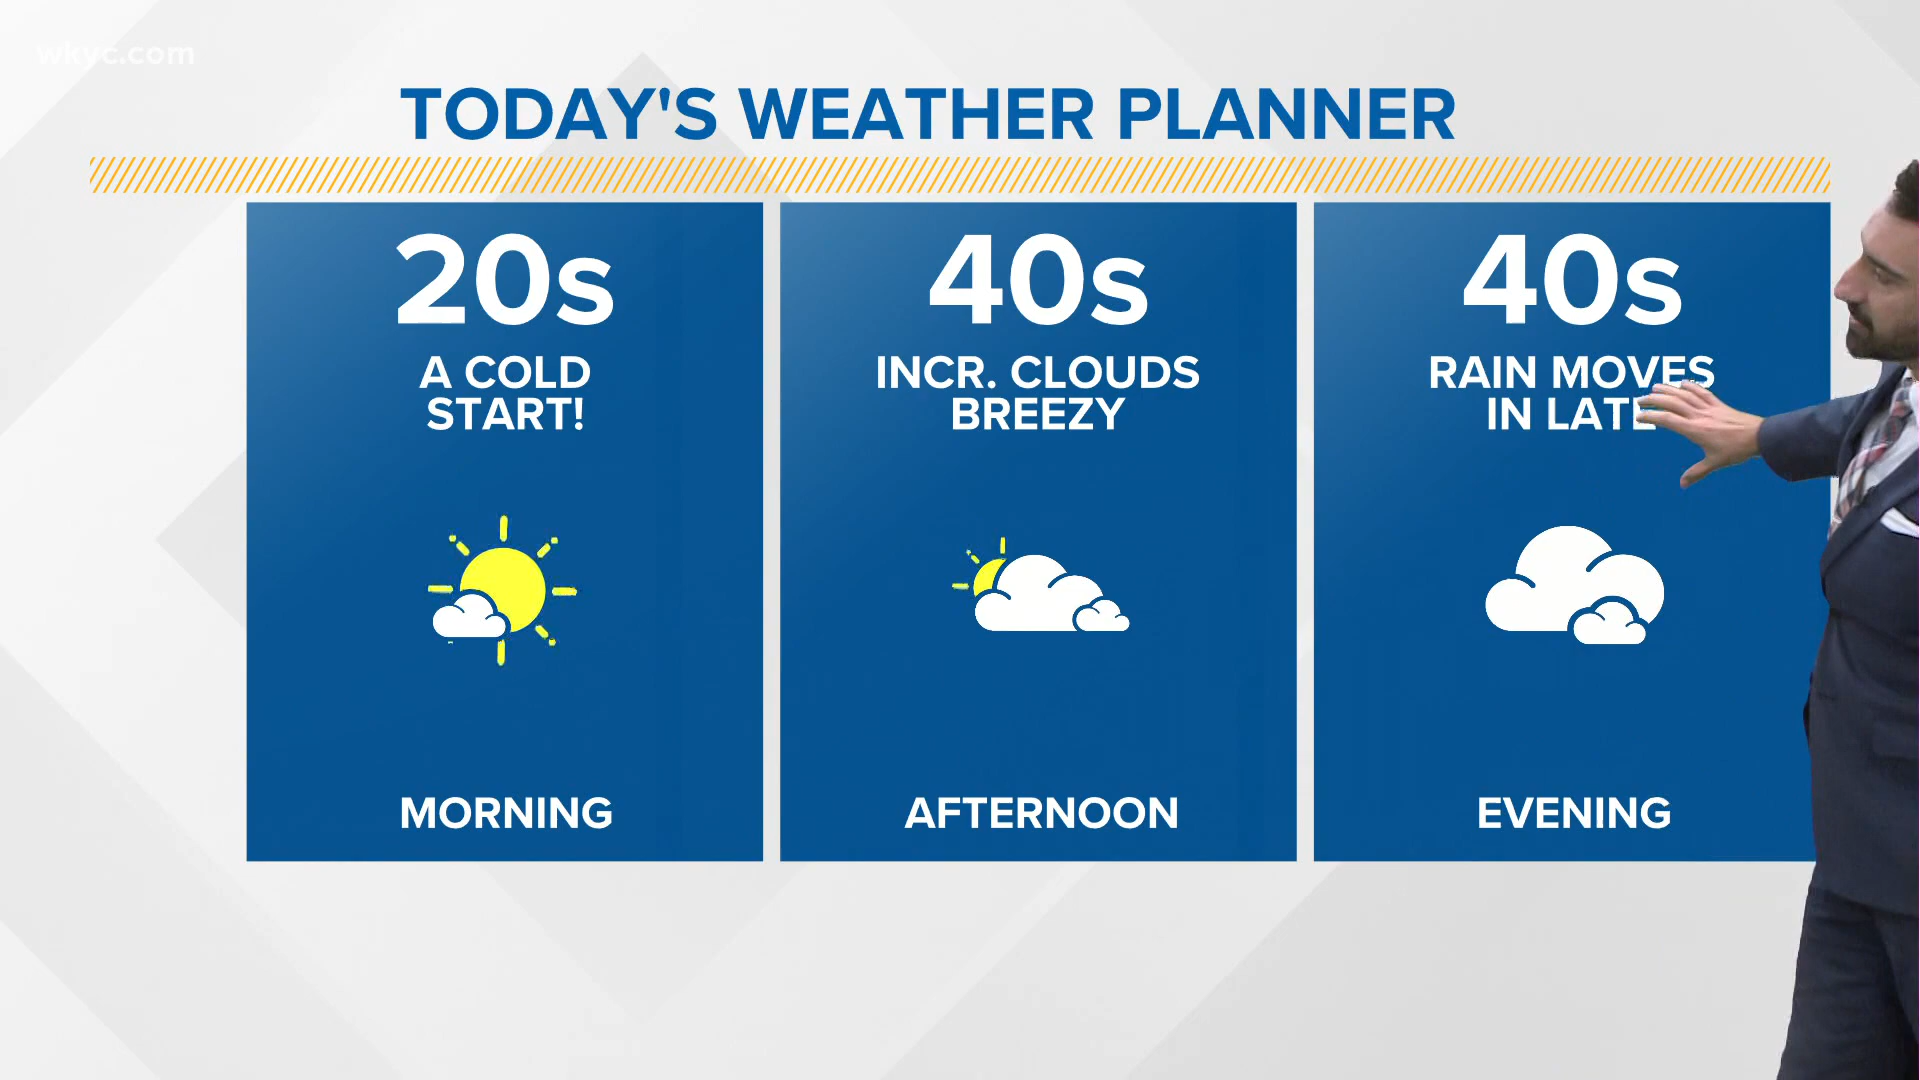 wkyc.com
TODAY'S WEATHER PLANNER
20s
A COLD
START!
MORNING
40s
INCR. CLOUDS
BREEZY
AFTERNOON
40s
RAIN MOVES
IN LATE
EVENING